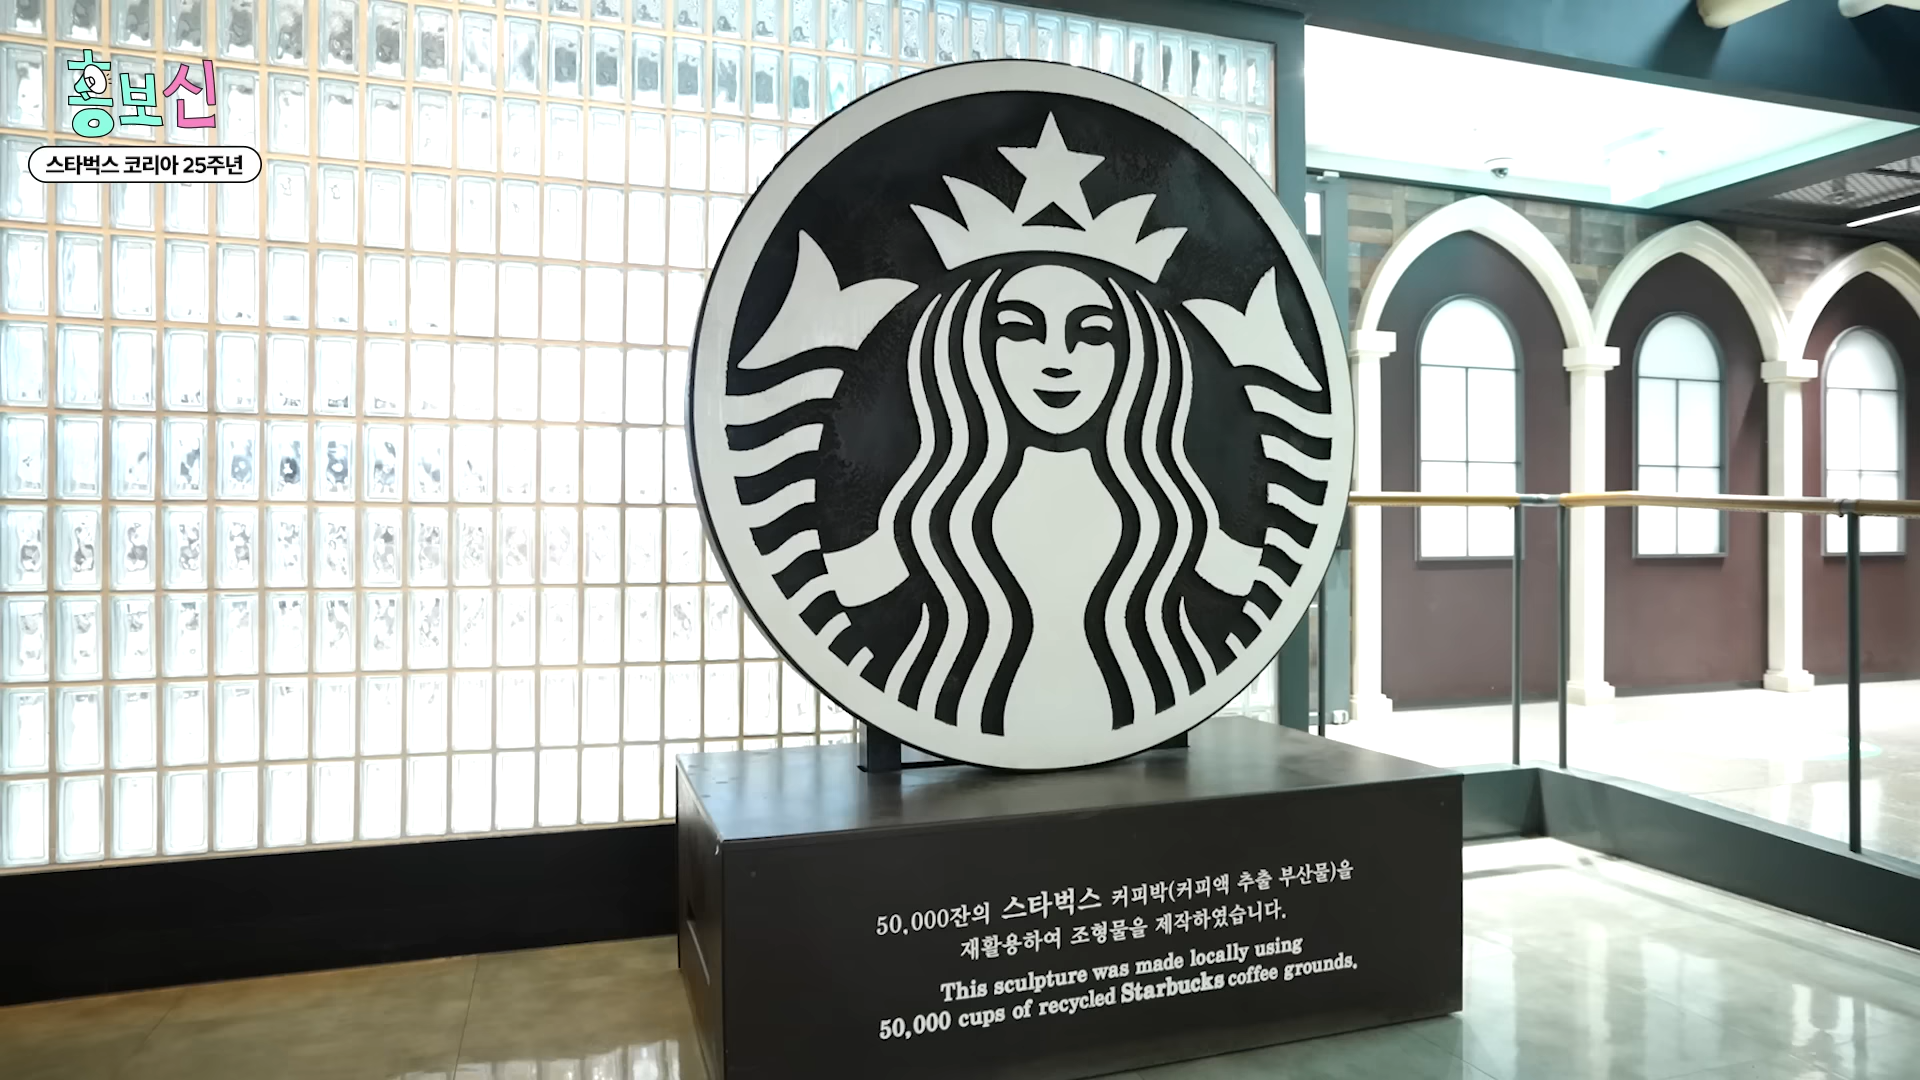 홍보신
스타벅스 코리아 25주년
50,000잔의 스타벅스 커피박(커피액 추출 부산물)을
재활용하여 조형물을 제작하였습니다.
This sculpture was made locally using
50,000 cups of recycled Starbucks coffee grounds.